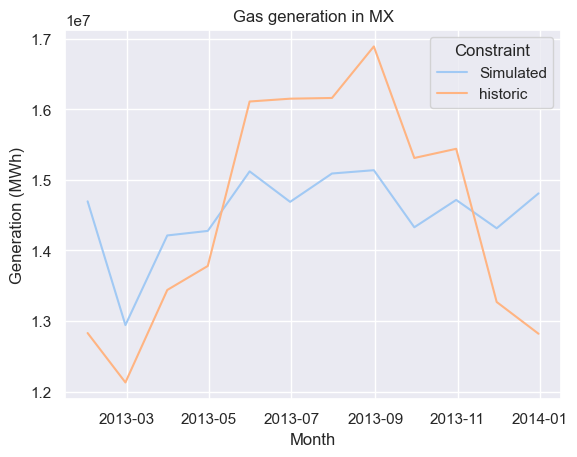 Gas generation in MX
1e7
1.7
1.6
1.5
1.4
1.3
1.2
Generation (MWh)
Constraint
Simulated
historic
2013-03 2013-05 2013-07 2013-09 2013-11 2014-01
Month